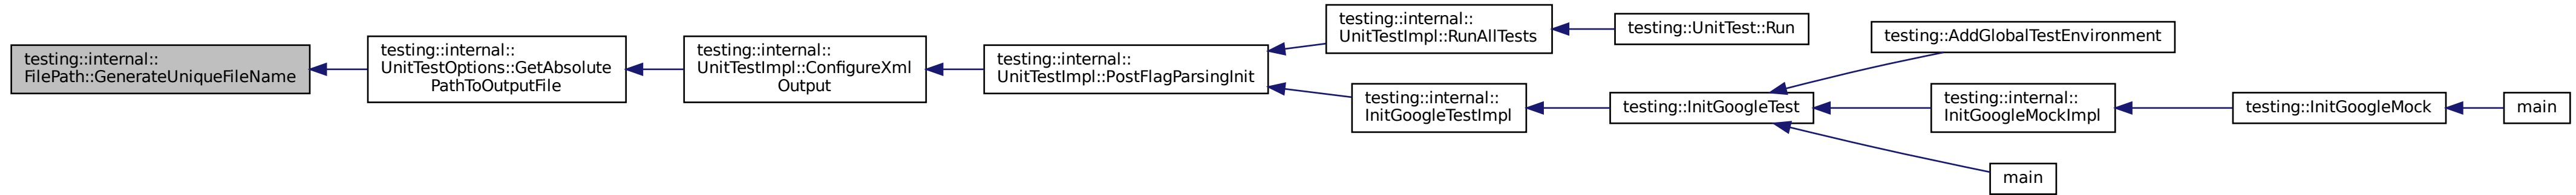 testing::internal::
FilePath::GenerateUniqueFileName
testing::internal::
UnitTestOptions::GetAbsolute
PathToOutputFile
testing::internal::
UnitTestImpl::ConfigureXml
Output
testing::internal::
UnitTestImpl::PostFlagParsingInit
testing::internal::
UnitTestImpl::RunAllTests
testing::UnitTest::Run
testing::internal::
InitGoogleTestImpl
testing::InitGoogleTest
testing::AddGlobalTestEnvironment
testing::internal::
InitGoogleMockImpl
testing::InitGoogleMock
main
main